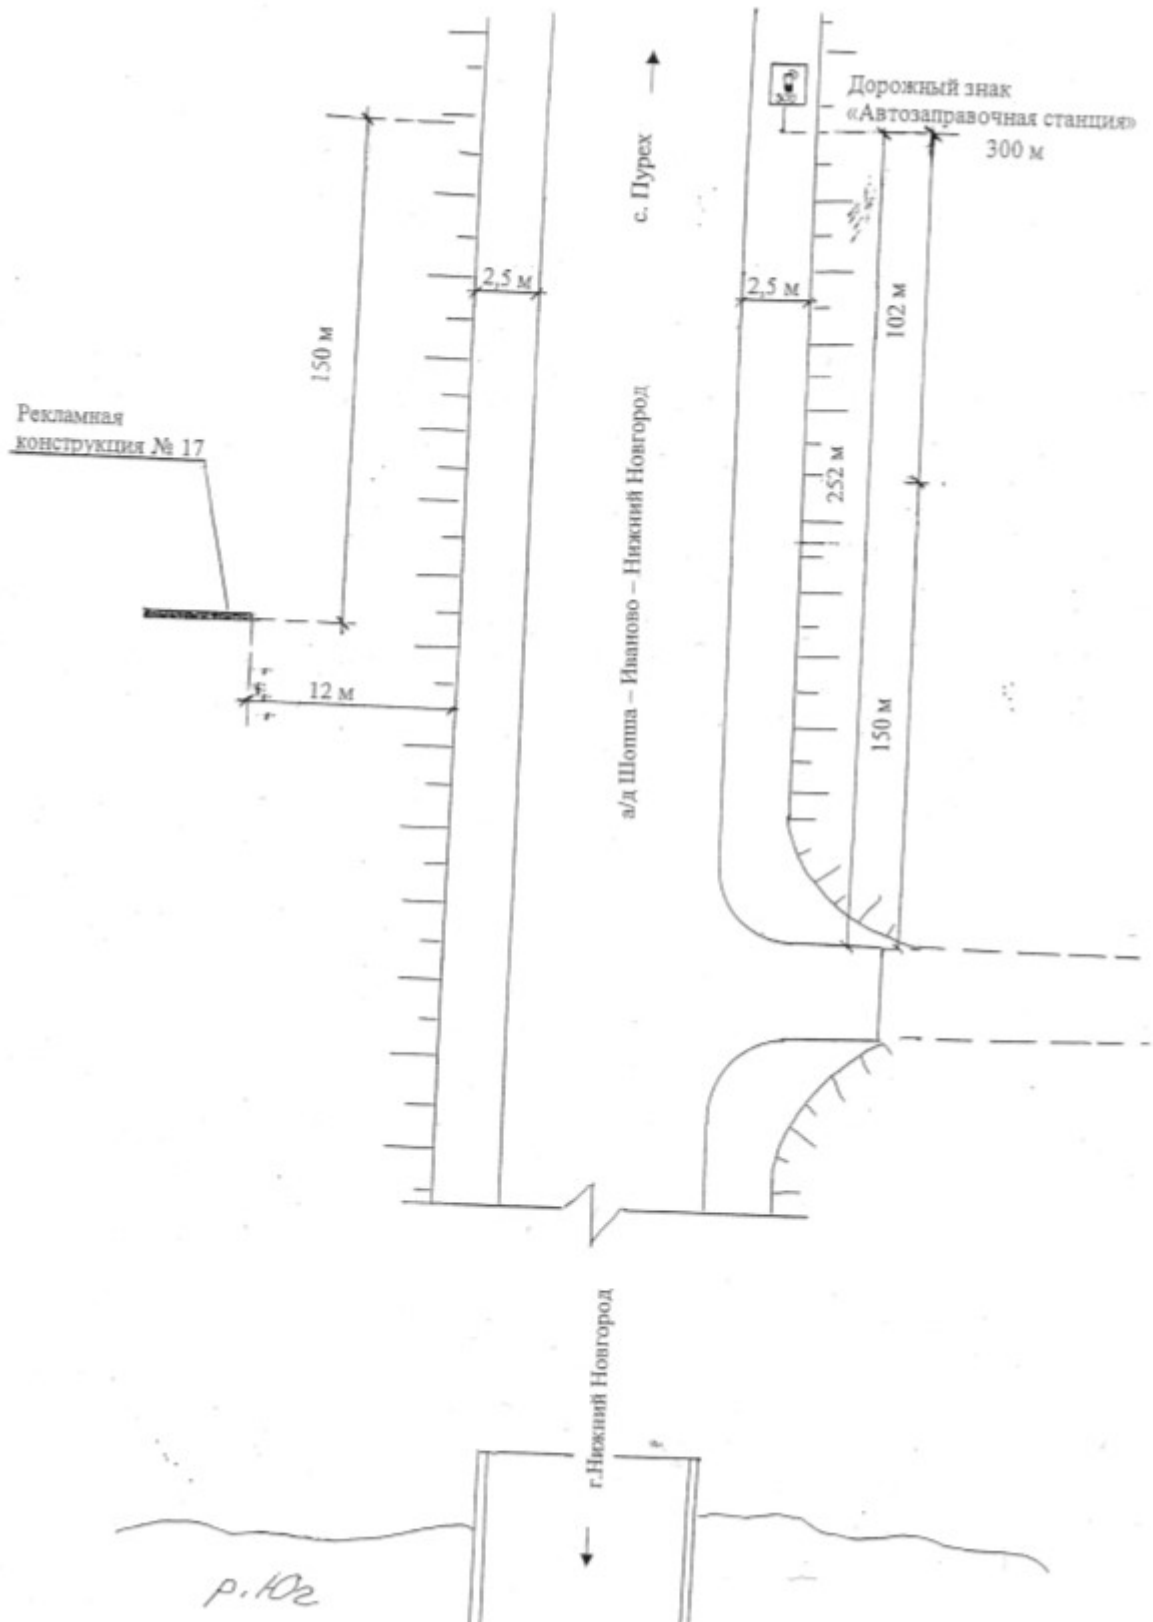 Дорожный знак
«Автозаправочная станция»
300 м
300
с. Пурех
2,5 м
2,5 м
102 м
150 м
Рекламная
конструкция № 17
252 м
12 м
150 м
а/д Шопша – Иваново – Нижний Новгород
г.Нижний Новгород
р. Юг